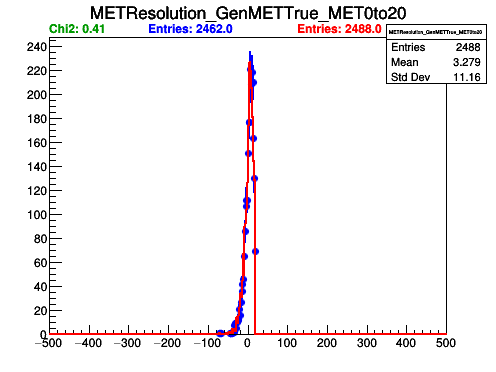 METResolution_GenMETTrue_MET0to20
Chi2: 0.41 Entries: 2462.0 Entries: 2488.0
METResolution_GenMETTrue_MET0to20
Entries 2488
Mean 3.279
Std Dev 11.16
240
220
200
180
160
140
120
100
80
60
40
20
0
−500 −400 −300 −200 −100 0 100 200 300 400 500